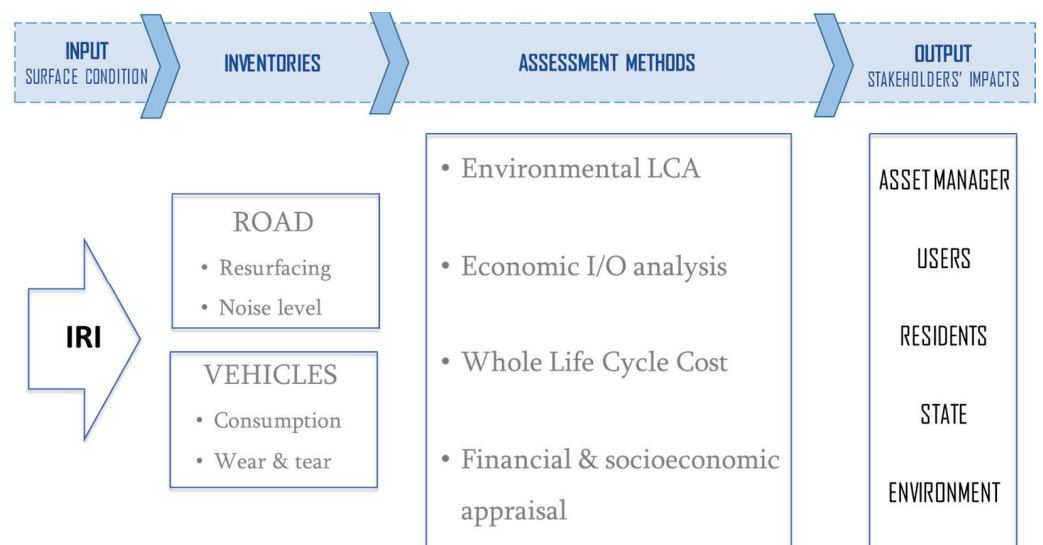 INPUT
SURFACE CONDITION
INVENTORIES
ASSESSMENT METHODS
OUTPUT
STAKEHOLDERS' IMPACTS
IRI
ROAD
• Resurfacing
• Noise level
VEHICLES
• Consumption
• Wear & tear
• Environmental LCA
• Economic I/O analysis
• Whole Life Cycle Cost
• Financial & socioeconomic
appraisal
ASSET MANAGER
USERS
RESIDENTS
STATE
ENVIRONMENT